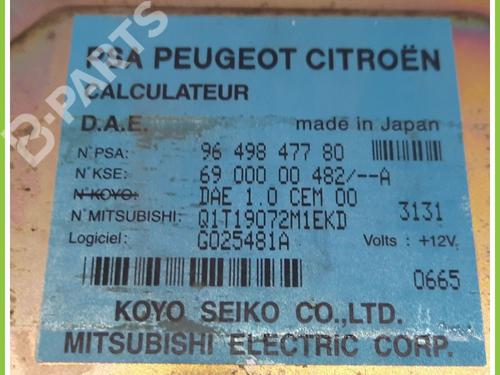 PSA PEUGEOT CITROËN
CALCULATEUR
D.A.E. made in Japan
N°PSA: 96 498 477 80
N°KSE: 69 000 00 482/--A
N°KOYO: DAE 1.0 CEM 00
N°MITSUBISHI: Q1T19072M1EKD 3131
Logiciel: G025481A Volts : +12V
0665
KOYO SEIKO CO.,LTD.
MITSUBISHI ELECTRIC CORP.
B-PARTS